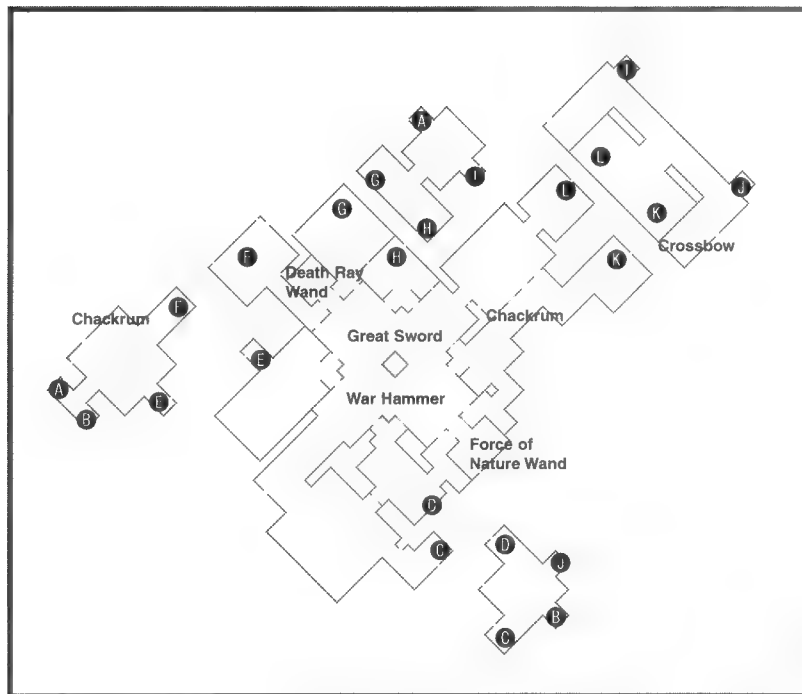 I
A
L
J
G
I
L
G
K
H
Crossbow
F
H
K
Death Ray
Wand
F
Chackrum
Chackrum
Great Sword
E
A
War Hammer
E
B
Force of
Nature Wand
D
D
C
J
B
C